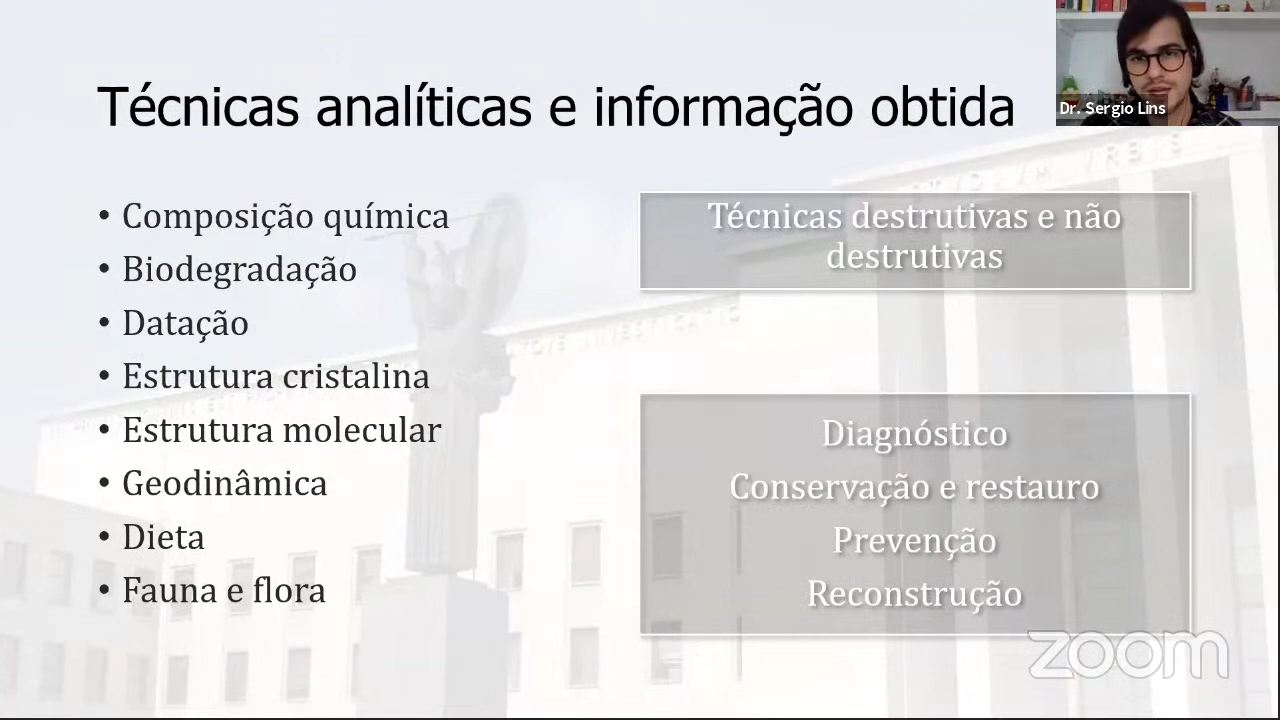 Técnicas analíticas e informação obtida
Dr. Sergio Lins
• Composição química
• Biodegradação
• Datação
• Estrutura cristalina
• Estrutura molecular
• Geodinâmica
• Dieta
• Fauna e flora
Técnicas destrutivas e não
destrutivas
Diagnóstico
Conservação e restauro
Prevenção
Reconstrução
zoom